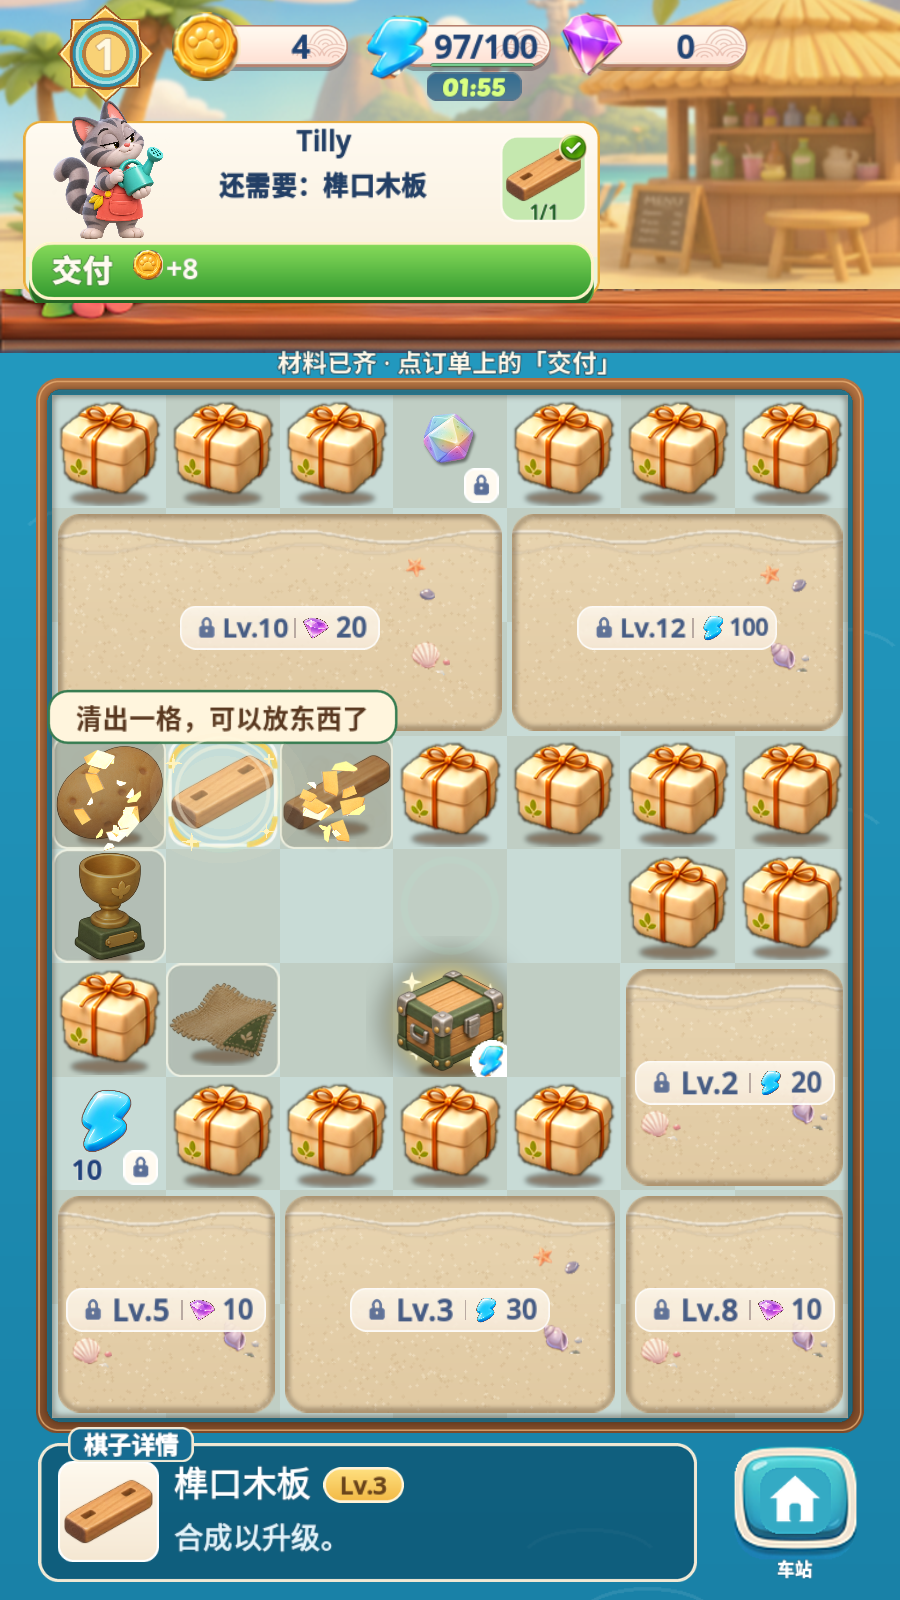 1
4
97/100
0
01:55
Tilly
还需要：榫口木板
1/1
交付 +8
MENU
材料已齐 · 点订单上的「交付」
Lv.10 20
Lv.12 100
清出一格，可以放东西了
Lv.2 20
10
Lv.5 10
Lv.3 30
Lv.8 10
棋子详情
榫口木板 Lv.3
合成以升级。
车站